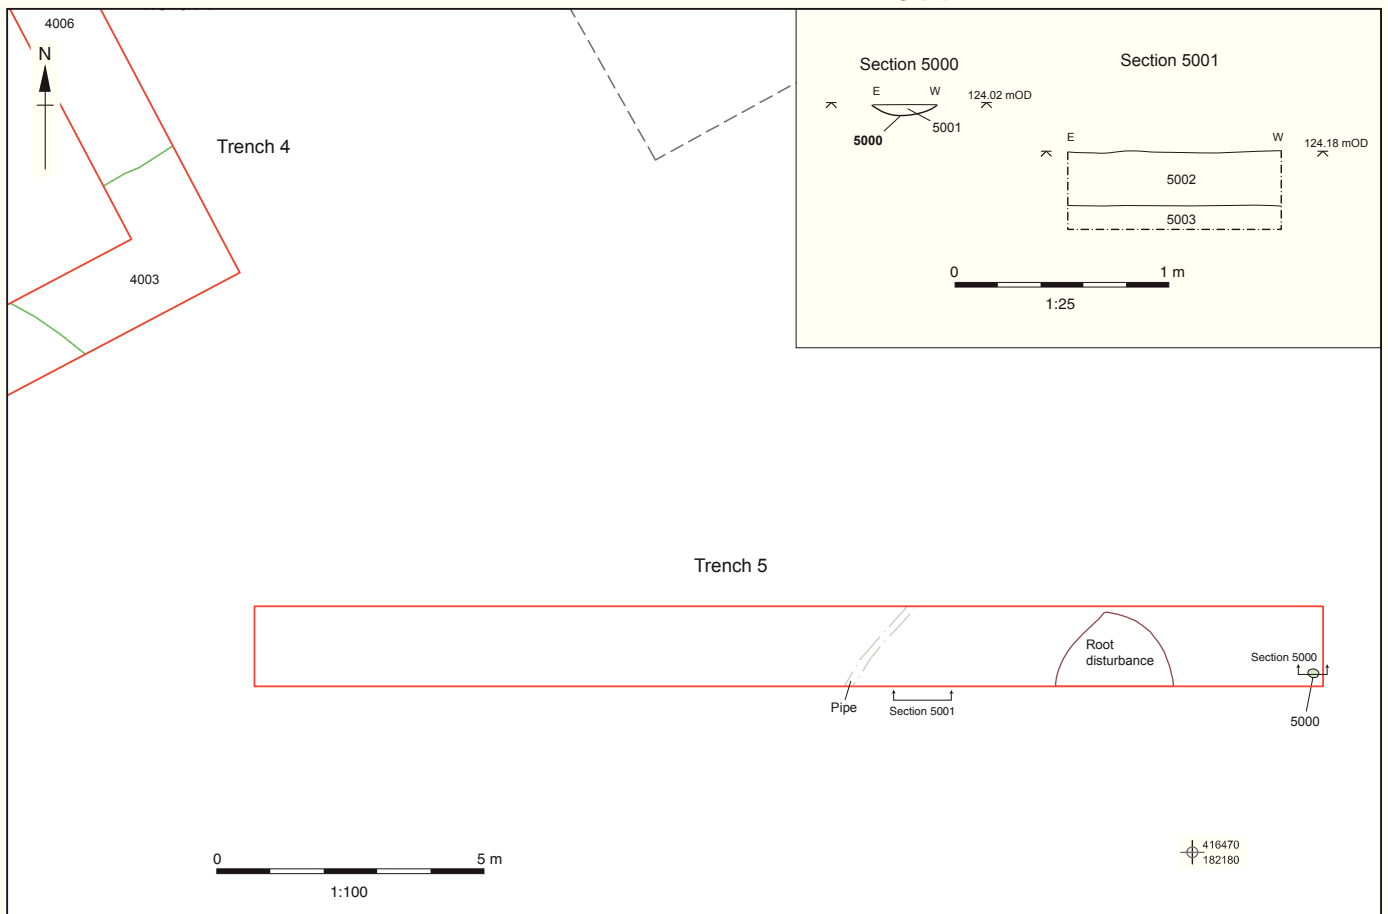 4006
N
Trench 4
4003
Section 5000
E W
124.02 mOD
5001
5000
Section 5001
E W
124.18 mOD
5002
5003
0 1 m
1:25
Trench 5
Root
disturbance
Section 5000
Pipe
Section 5001
5000
0 5 m
1:100
416470
182180